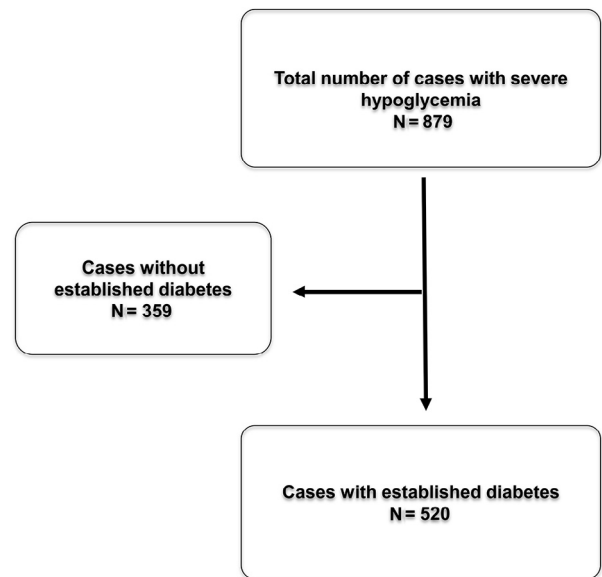 Total number of cases with severe
hypoglycemia
N = 879
Cases without
established diabetes
N = 359
Cases with established diabetes
N = 520